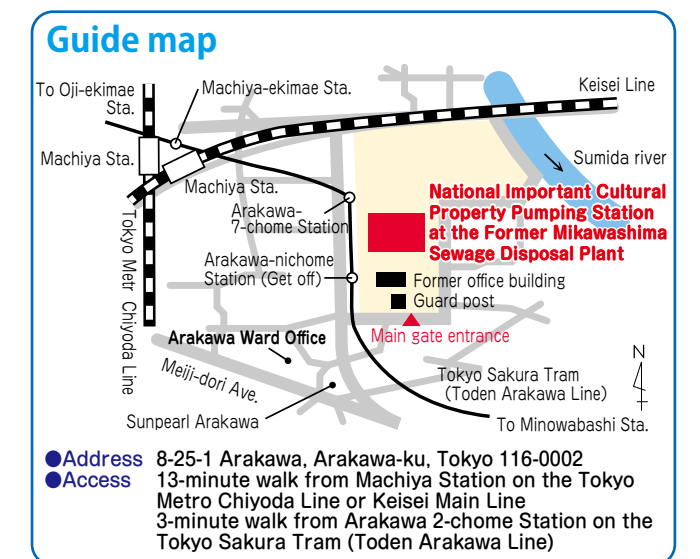 Guide map
To Oji-ekimae
Sta.
Machiya-ekimae Sta.
Keisei Line
Machiya Sta.
Sumida river
Machiya Sta.
National Important Cultural
Property Pumping Station
at the Former Mikawashima
Sewage Disposal Plant
Arakawa-
7-chome Station
Tokyo Metr Chiyoda Line
Arakawa-nichome
Station (Get off)
Former office building
Guard post
Main gate entrance
Arakawa Ward Office
N
Meiji-dori Ave.
Tokyo Sakura Tram
(Toden Arakawa Line)
Sunpearl Arakawa
To Minowabashi Sta.
●Address 8-25-1 Arakawa, Arakawa-ku, Tokyo 116-0002
●Access 13-minute walk from Machiya Station on the Tokyo
Metro Chiyoda Line or Keisei Main Line
3-minute walk from Arakawa 2-chome Station on the
Tokyo Sakura Tram (Toden Arakawa Line)